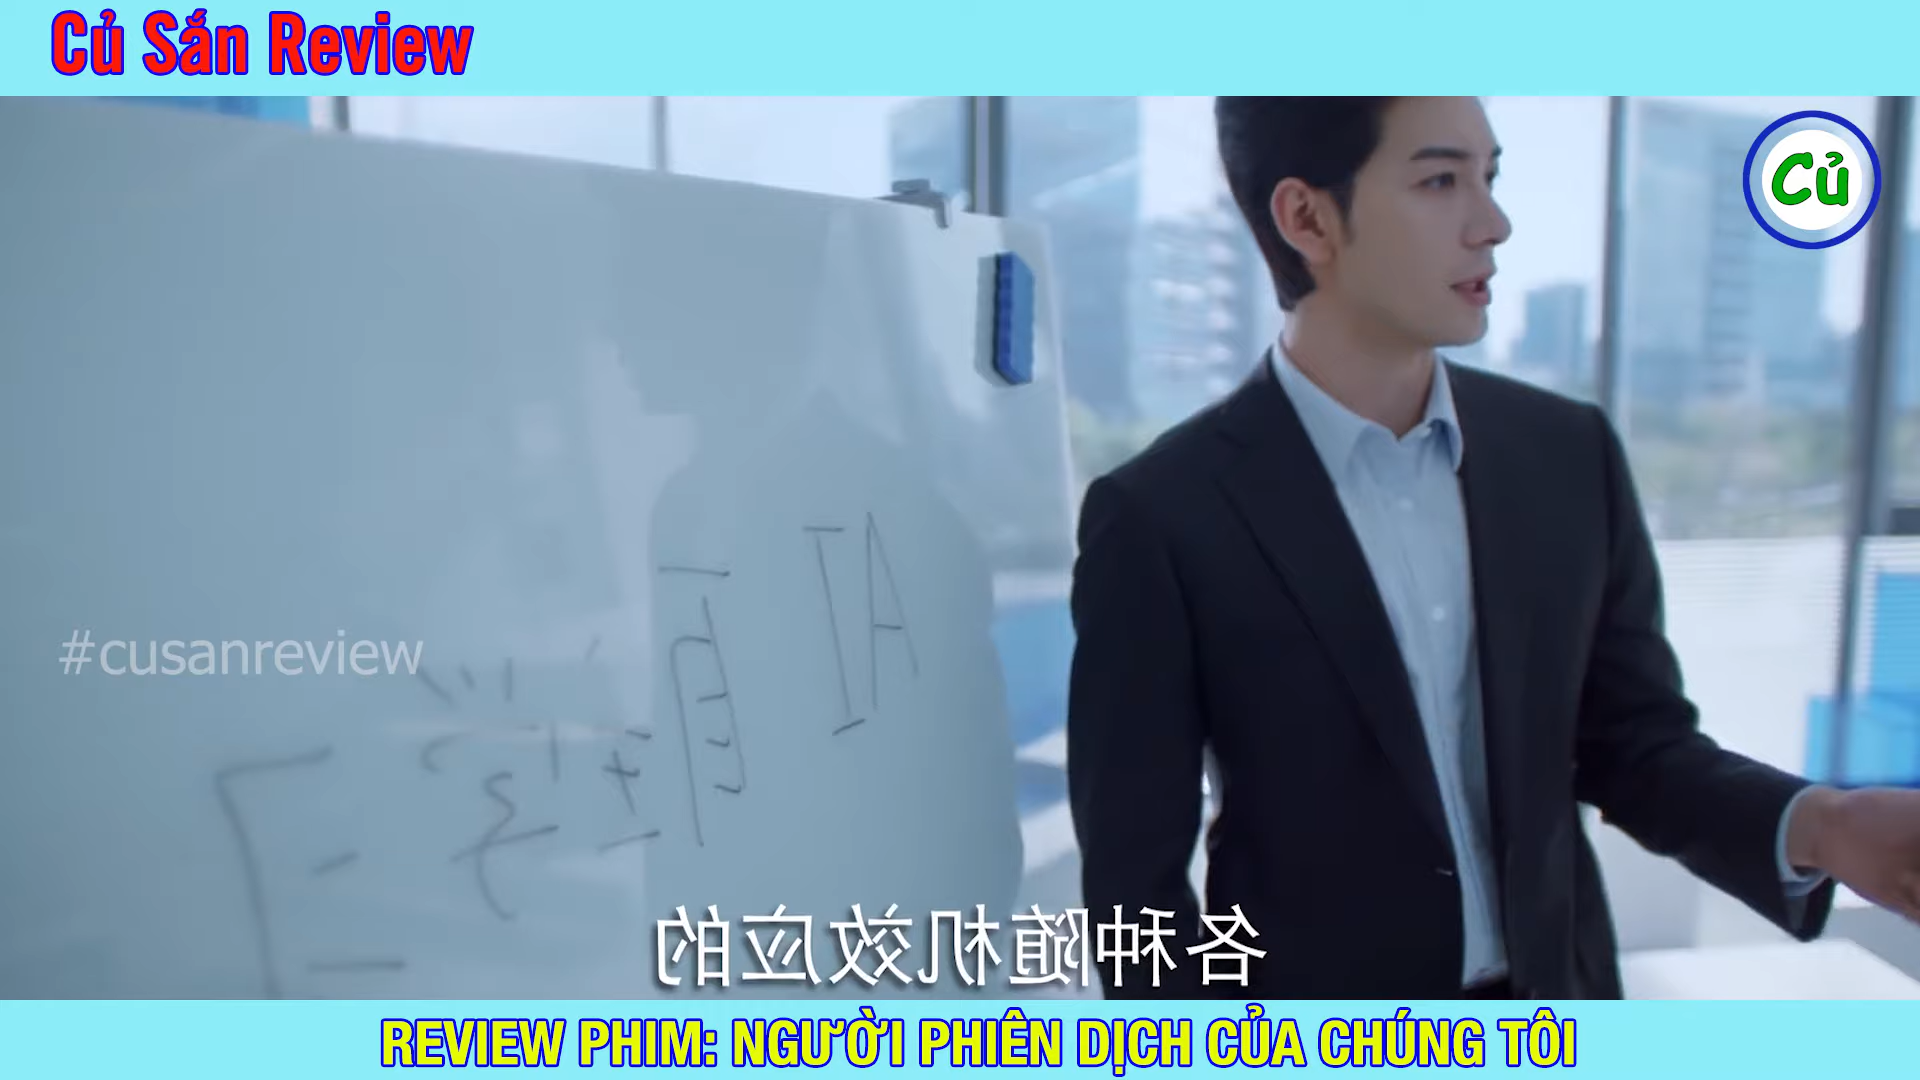 Củ Sắn Review
Củ
AI
#cusanreview
各种随机效应的
REVIEW PHIM: NGƯỜI PHIÊN DỊCH CỦA CHÚNG TÔI